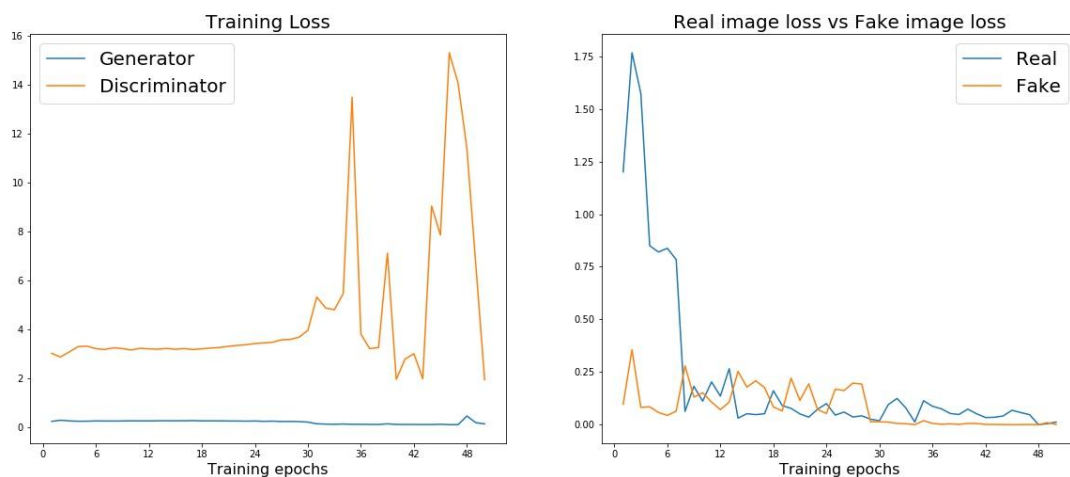 Training Loss
Generator
Discriminator
16
14
12
10
8
6
4
2
0
0 6 12 18 24 30 36 42 48
Training epochs
Real image loss vs Fake image loss
Real
Fake
1.75
1.50
1.25
1.00
0.75
0.50
0.25
0.00
0 6 12 18 24 30 36 42 48
Training epochs